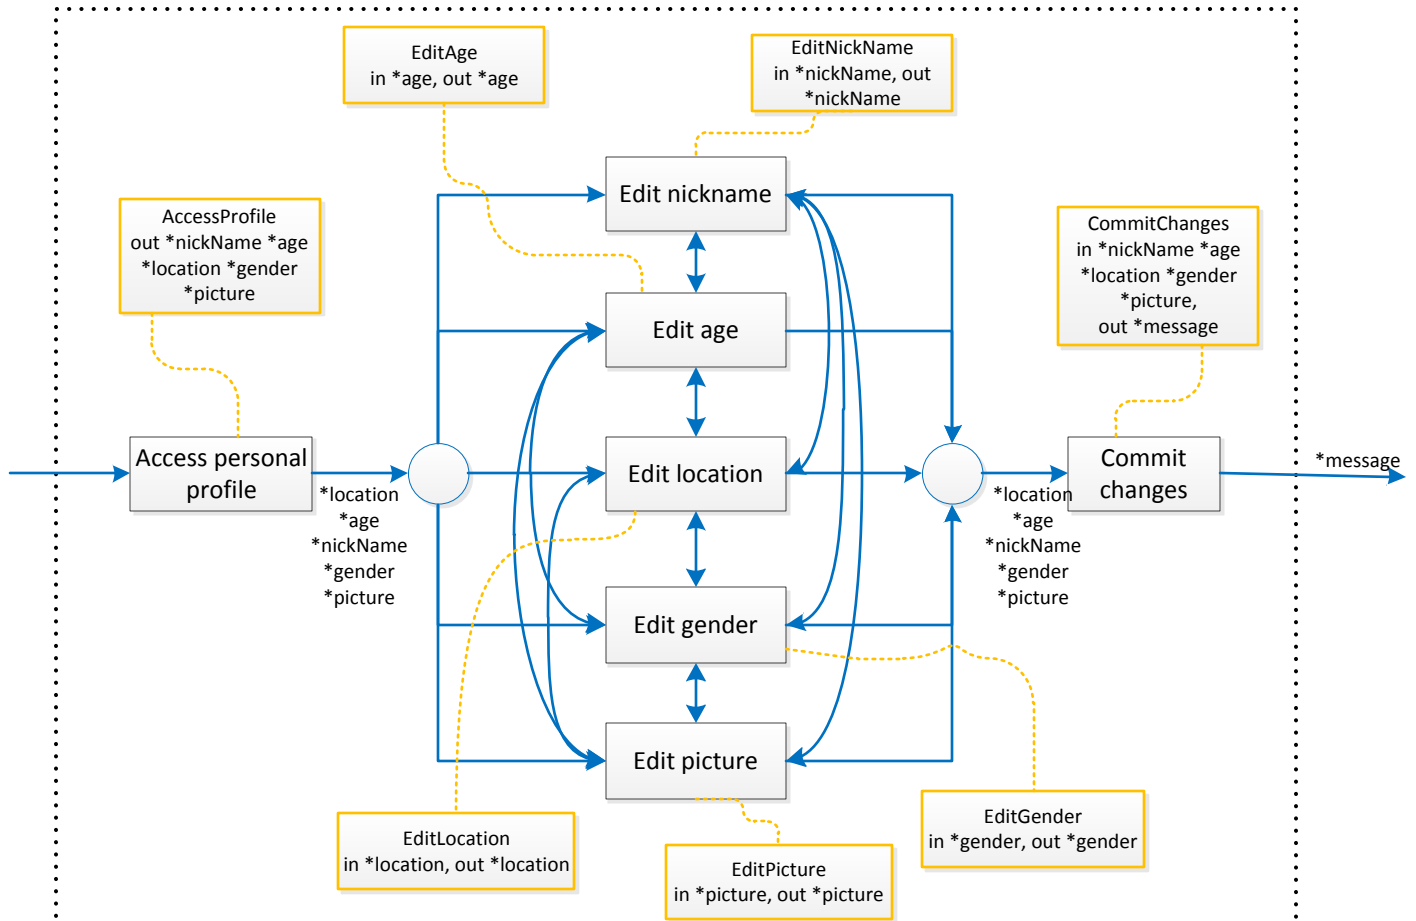 EditAge
in *age, out *age
EditNickName
in *nickName, out
*nickName
Edit nickname
AccessProfile
out *nickName *age
*location *gender
*picture
CommitChanges
in *nickName *age
*location *gender
*picture,
out *message
Edit age
Access personal
profile
Edit location
Commit
changes
*message
*location
*age
*nickName
*gender
*picture
*location
*age
*nickName
*gender
*picture
Edit gender
Edit picture
EditLocation
in *location, out *location
EditPicture
in *picture, out *picture
EditGender
in *gender, out *gender